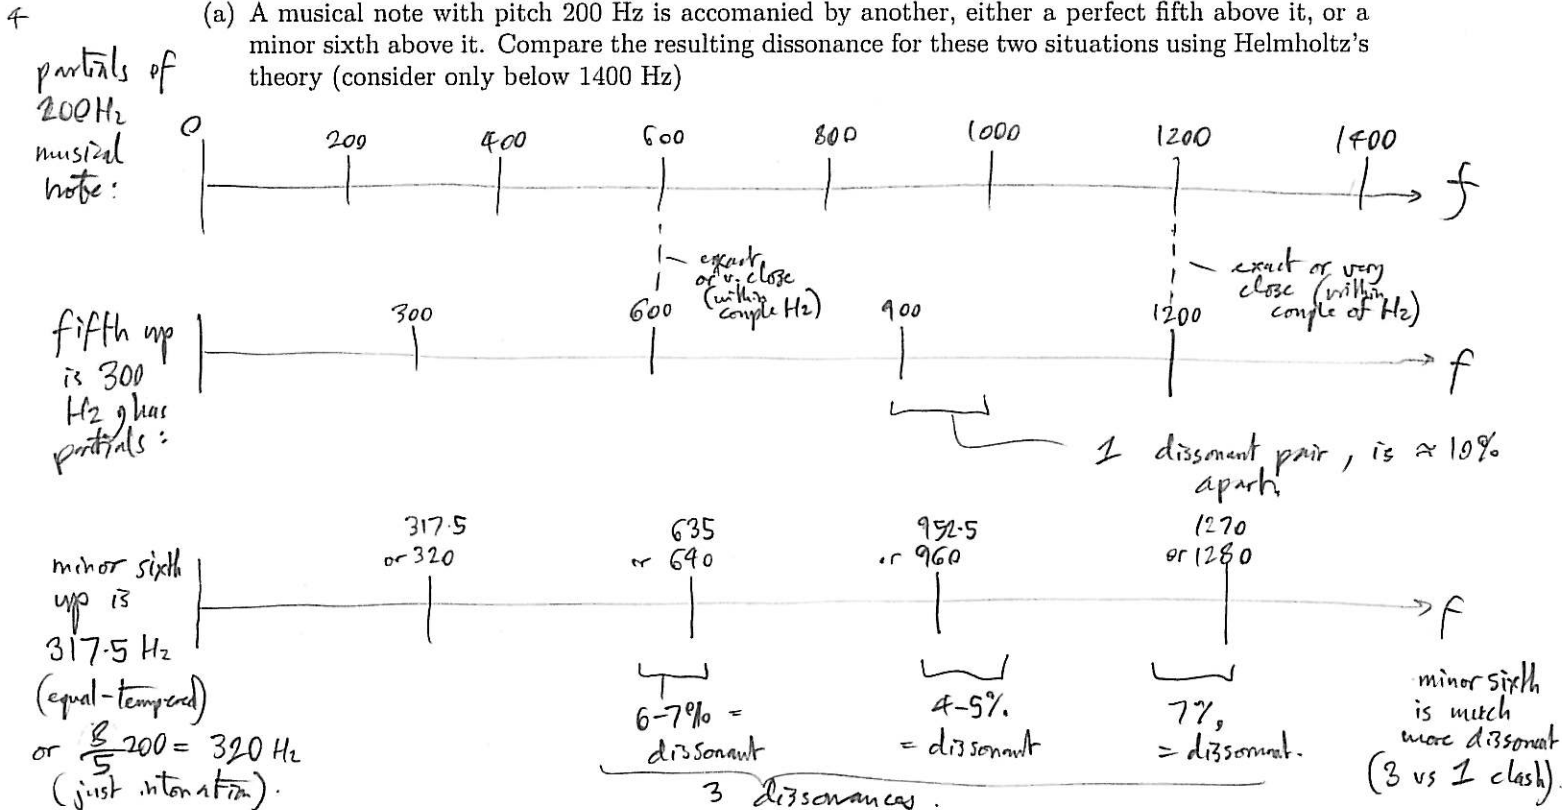 4
(a) A musical note with pitch 200 Hz is accomanied by another, either a perfect fifth above it, or a
minor sixth above it. Compare the resulting dissonance for these two situations using Helmholtz's
theory (consider only below 1400 Hz)
partials of
200Hz
musical
note:
0 200 400 600 800 1000 1200 1400
f
exact
or v. close
(within
couple Hz)
exact or very
close (within
couple of Hz)
fifth up
is 300
Hz & has
partials:
300 600 900 1200
f
1 dissonant pair, is ≈ 10%
apart.
minor sixth
up is
317.5 Hz
(equal-tempered)
or 8/5 200 = 320 Hz
(just intonation).
317.5 635 952.5 1270
or 320 or 640 or 960 or 1280
f
6-7% =
dissonant
4-5%.
= dissonant
7%,
= dissonant.
3 dissonances.
minor sixth
is much
more dissonant
(3 vs 1 clash).